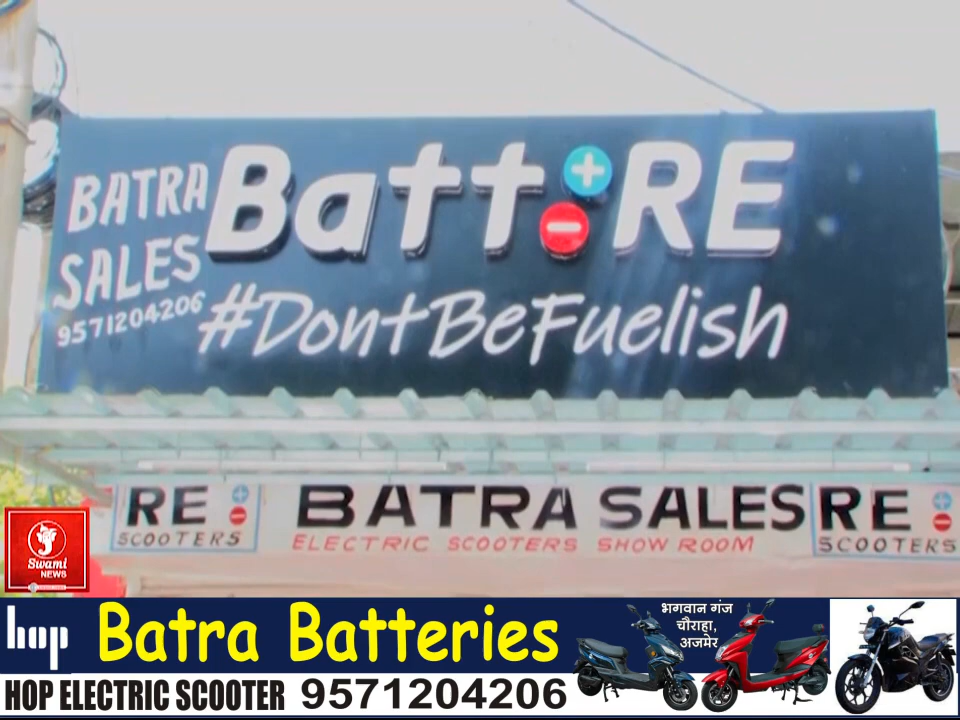 BATRA
SALES
9571204206
Batt+-RE
#DontBeFuelish
RE
SCOOTERS
BATRA SALES
ELECTRIC SCOOTERS SHOW ROOM
RE
SCOOTERS
Swami
NEWS
hop
Batra Batteries
भगवान गंज
चौराहा,
अजमेर
HOP ELECTRIC SCOOTER 9571204206